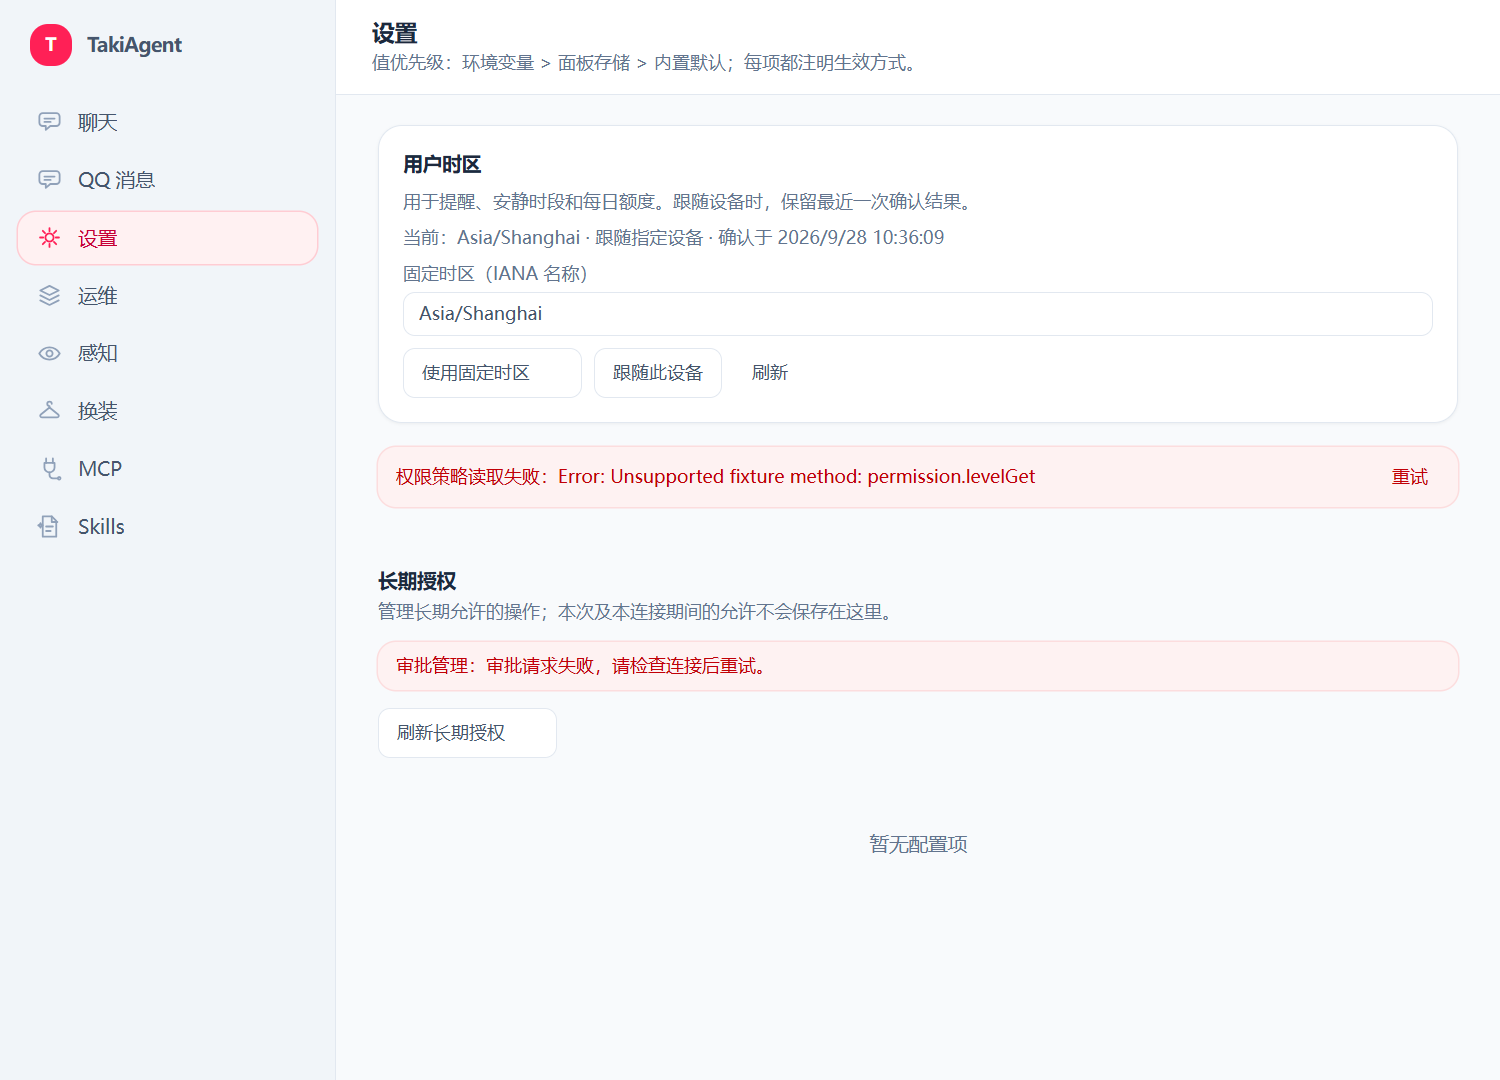 T TakiAgent
聊天
QQ 消息
设置
运维
感知
换装
MCP
Skills
设置
值优先级：环境变量 > 面板存储 > 内置默认；每项都注明生效方式。
用户时区
用于提醒、安静时段和每日额度。跟随设备时，保留最近一次确认结果。
当前：Asia/Shanghai · 跟随指定设备 · 确认于 2026/9/28 10:36:09
固定时区（IANA 名称）
Asia/Shanghai
使用固定时区 跟随此设备 刷新
权限策略读取失败：Error: Unsupported fixture method: permission.levelGet 重试
长期授权
管理长期允许的操作；本次及本连接期间的允许不会保存在这里。
审批管理：审批请求失败，请检查连接后重试。
刷新长期授权
暂无配置项